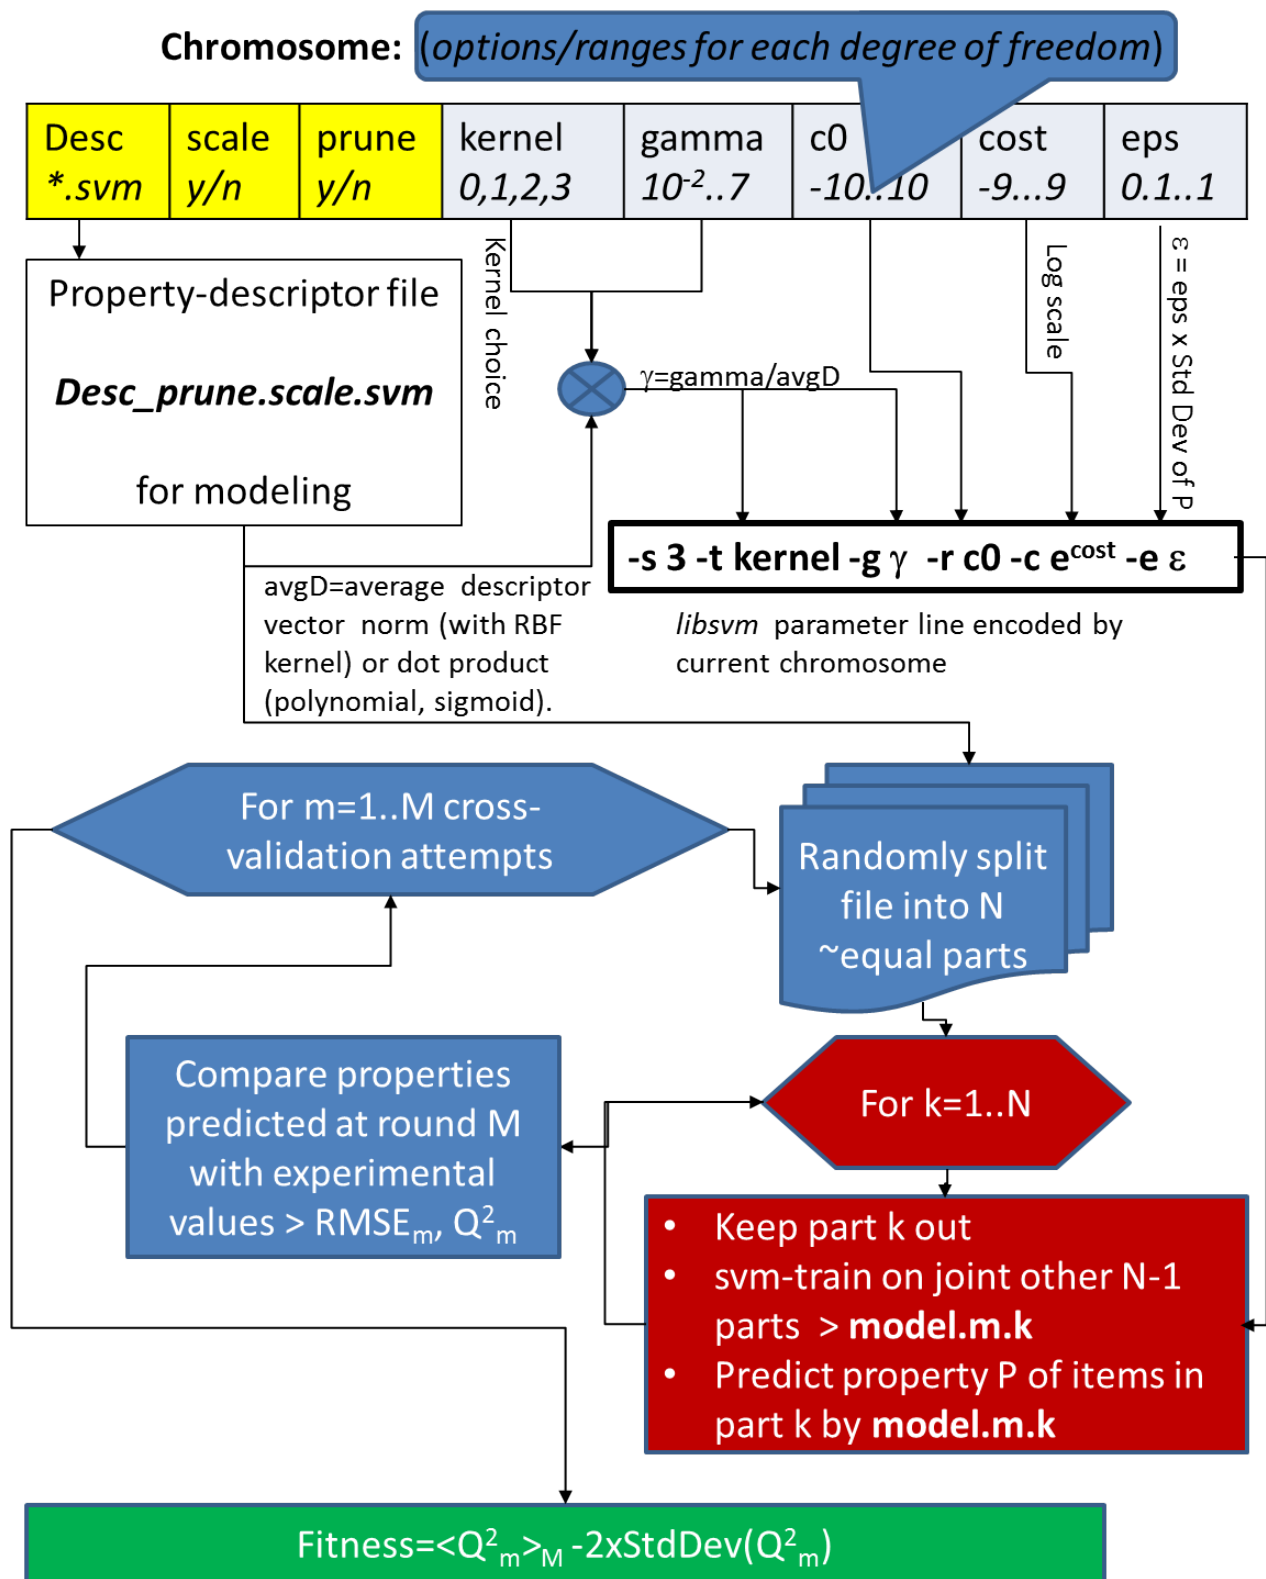 Chromosome: (options/ranges for each degree of freedom)
Desc scale prune kernel gamma c0 cost eps
*.svm y/n y/n 0,1,2,3 10⁻²..7 -10..10 -9...9 0.1..1
Property-descriptor file
Desc_prune.scale.svm
for modeling
Kernel choice
γ=gamma/avgD
Log scale
ε = eps x Std Dev of P
-s 3 -t kernel -g γ -r c0 -c e^cost -e ε
avgD=average descriptor
vector norm (with RBF
kernel) or dot product
(polynomial, sigmoid).
libsvm parameter line encoded by
current chromosome
For m=1..M cross-
validation attempts
Randomly split
file into N
~equal parts
Compare properties
predicted at round M
with experimental
values > RMSEₘ, Q²ₘ
For k=1..N
• Keep part k out
• svm-train on joint other N-1
parts > model.m.k
• Predict property P of items in
part k by model.m.k
Fitness=<Q²ₘ>_M -2xStdDev(Q²ₘ)